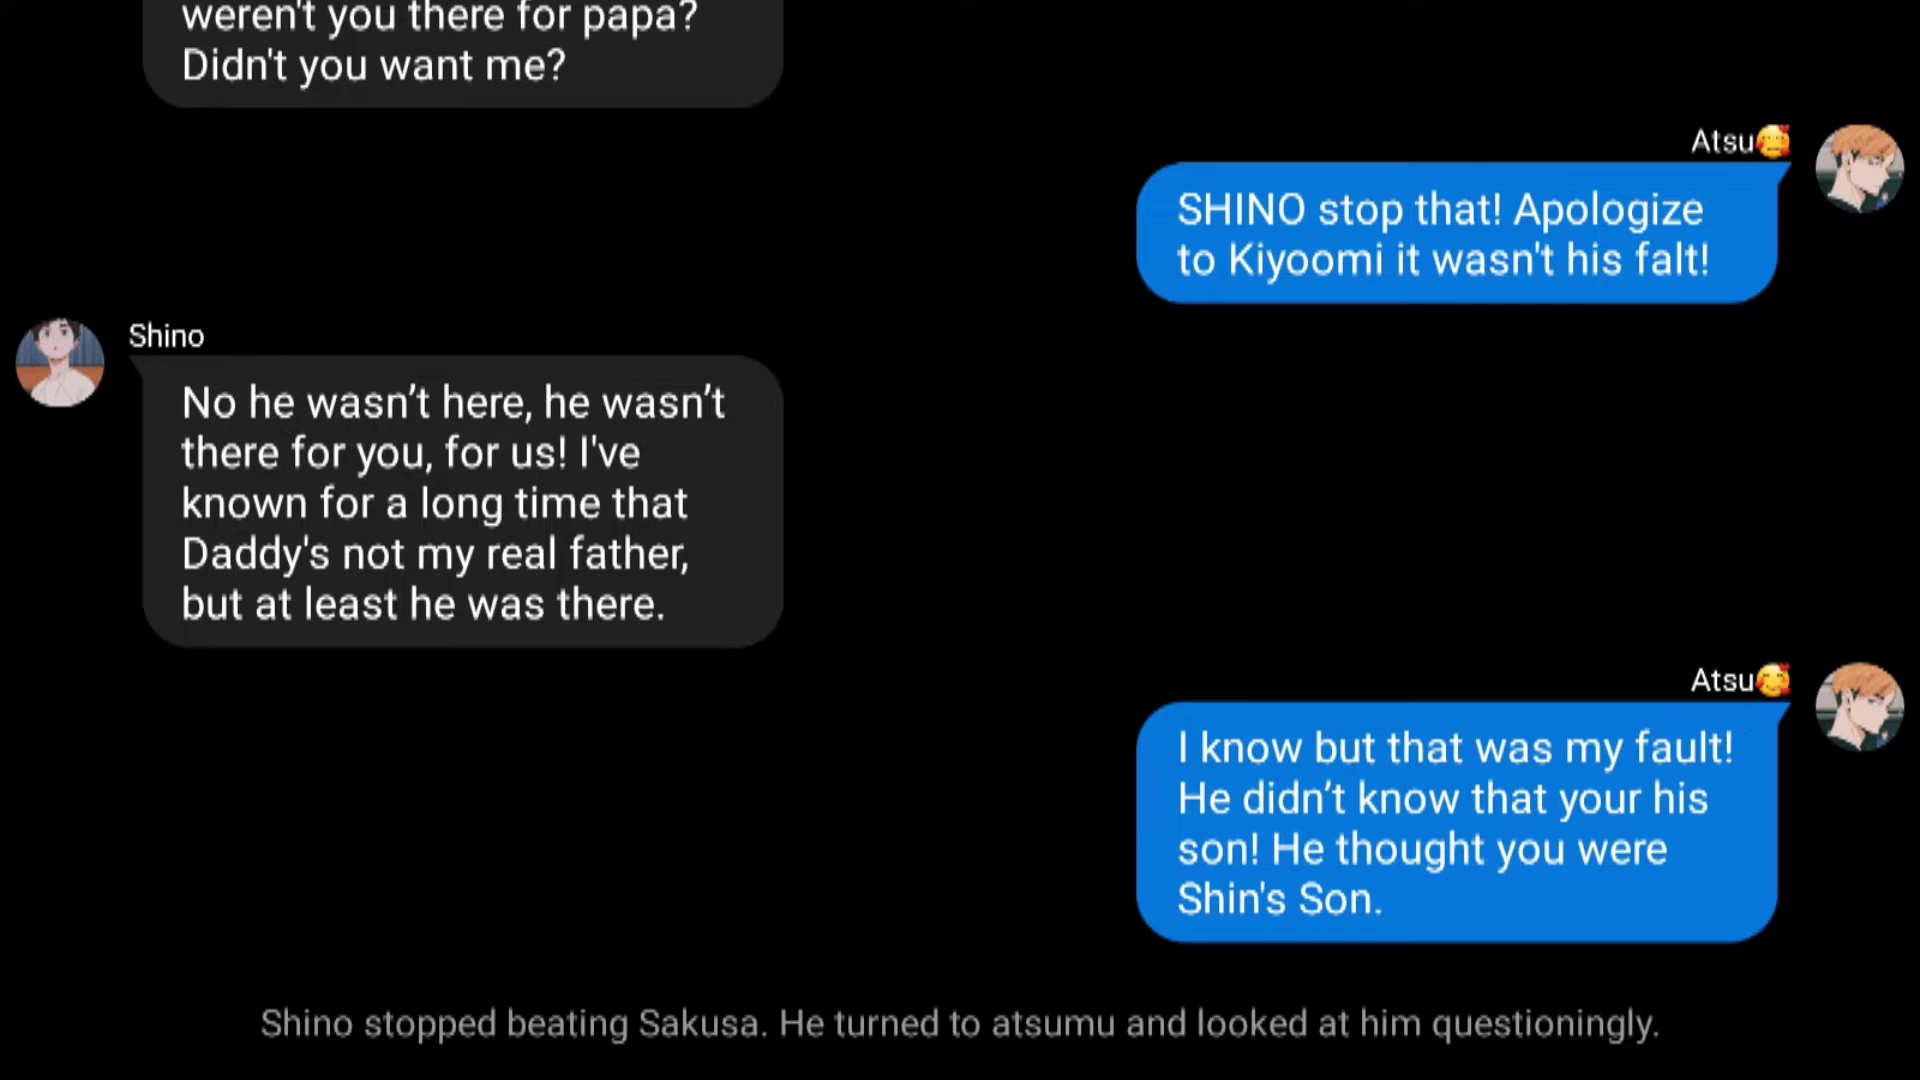 weren't you there for papa?
Didn't you want me?
Atsu🥰
SHINO stop that! Apologize
to Kiyoomi it wasn't his falt!
Shino
No he wasn’t here, he wasn’t
there for you, for us! I've
known for a long time that
Daddy's not my real father,
but at least he was there.
Atsu🥰
I know but that was my fault!
He didn’t know that your his
son! He thought you were
Shin's Son.
Shino stopped beating Sakusa. He turned to atsumu and looked at him questioningly.